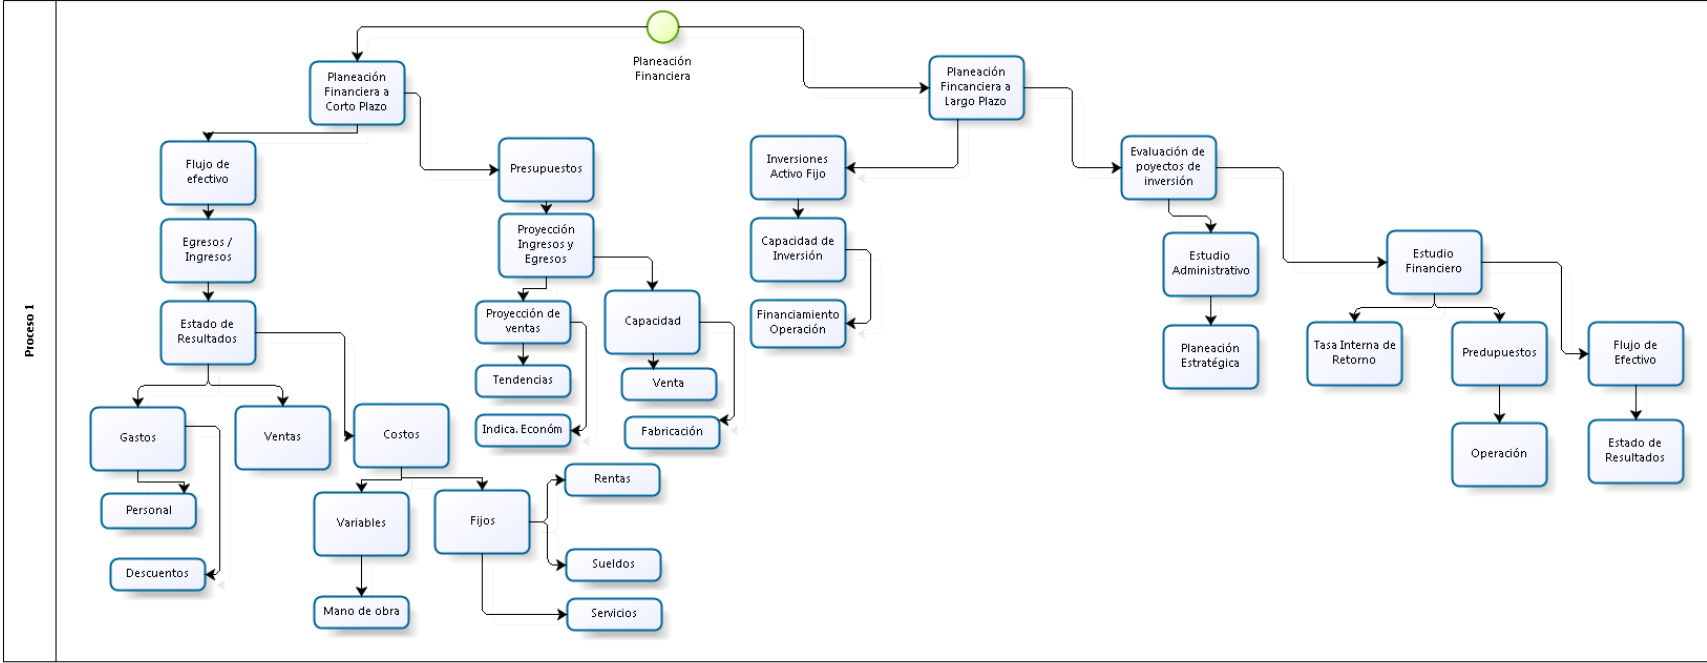 Proceso 1
Planeación
Financiera
Planeación
Financiera a
Corto Plazo
Planeación
Fincanciera a
Largo Plazo
Flujo de
efectivo
Presupuestos
Inversiones
Activo Fijo
Evaluación de
poyectos de
inversión
Egresos /
Ingresos
Proyección
Ingresos y
Egresos
Capacidad de
Inversión
Estudio
Administrativo
Estudio
Financiero
Estado de
Resultados
Proyección de
ventas
Capacidad
Financiamiento
Operación
Planeación
Estratégica
Tasa Interna de
Retorno
Predupuestos
Flujo de
Efectivo
Tendencias
Venta
Gastos
Ventas
Costos
Indica. Económ
Fabricación
Operación
Estado de
Resultados
Personal
Variables
Fijos
Rentas
Descuentos
Sueldos
Mano de obra
Servicios